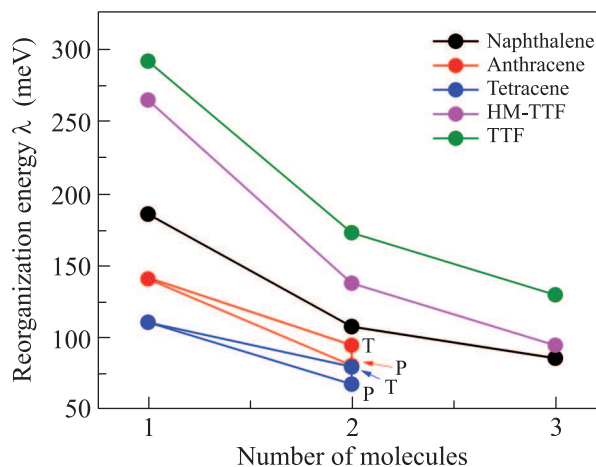 Reorganization energy λ (meV)
300
250
200
150
100
50
Naphthalene
Anthracene
Tetracene
HM-TTF
TTF
T
P
T
P
1
2
3
Number of molecules